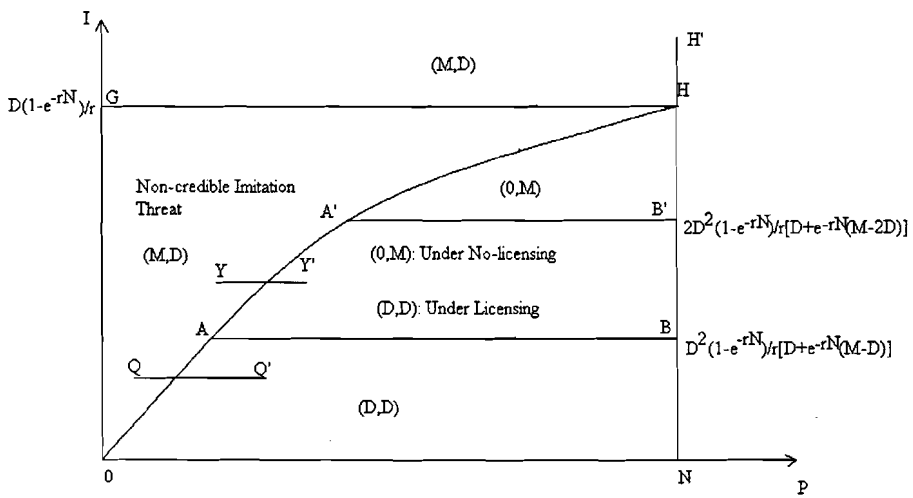 I
H'
(M,D)
D(1-e^-rN)/r
G
H
Non-credible Imitation
Threat
(0,M)
A'
B'
2D^2(1-e^-rN)/r[D+e^-rN(M-2D)]
(M,D)
(0,M): Under No-licensing
Y
Y'
(D,D): Under Licensing
A
B
D^2(1-e^-rN)/r[D+e^-rN(M-D)]
Q
Q'
(D,D)
0
N
P